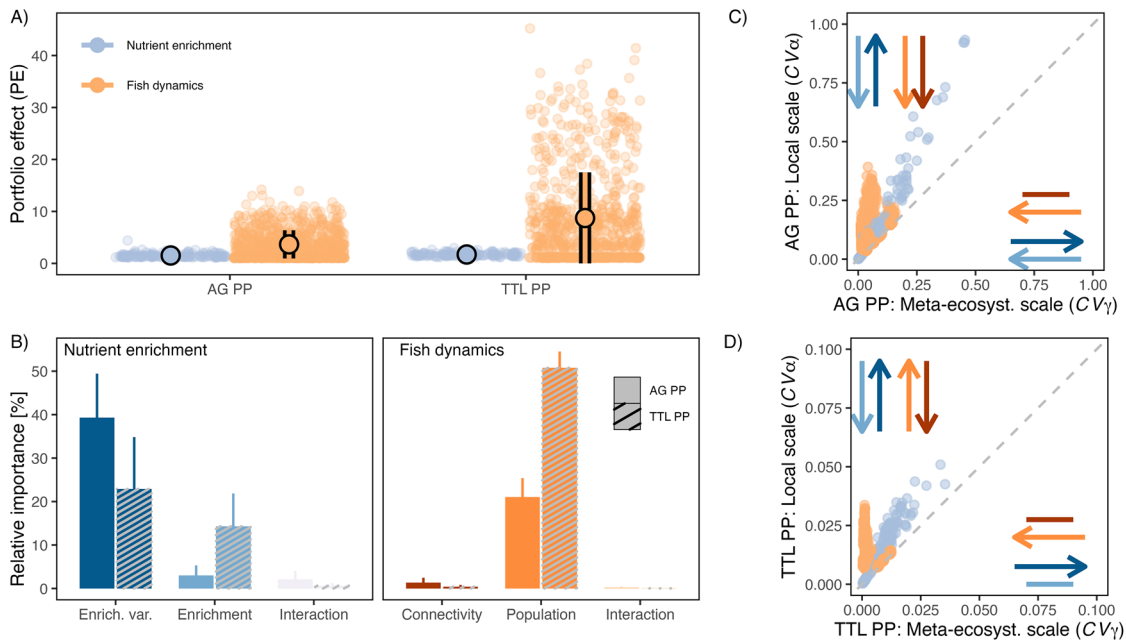 A)
Portfolio effect (PE)
40
30
20
10
0
Nutrient enrichment
Fish dynamics
AG PP
TTL PP
B)
Relative importance [%]
50
40
30
20
10
0
Nutrient enrichment
Enrich. var.
Enrichment
Interaction
Fish dynamics
AG PP
TTL PP
Connectivity
Population
Interaction
C)
AG PP: Local scale (CVα)
1.00
0.75
0.50
0.25
0.00
0.00
0.25
0.50
0.75
1.00
AG PP: Meta-ecosyst. scale (CVγ)
D)
TTL PP: Local scale (CVα)
0.100
0.075
0.050
0.025
0.000
0.000
0.025
0.050
0.075
0.100
TTL PP: Meta-ecosyst. scale (CVγ)